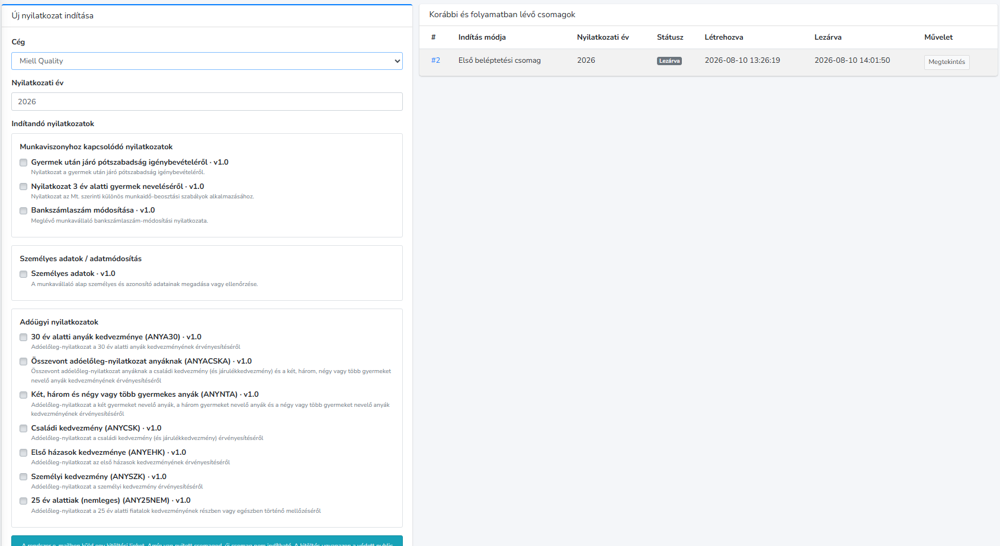 Új nyilatkozat indítása
Cég
Miell Quality
Nyilatkozati év
2026
Indítandó nyilatkozatok
Munkaviszonyhoz kapcsolódó nyilatkozatok
Gyermek után járó pótszabadság igénybevételéről · v1.0
Nyilatkozat a gyermek után járó pótszabadság igénybevételéről.
Nyilatkozat 3 év alatti gyermek neveléséről · v1.0
Nyilatkozat az Mt. szerinti különös munkaidő-beosztási szabályok alkalmazásához.
Bankszámlaszám módosítása · v1.0
Meglévő munkavállaló bankszámlaszám-módosítási nyilatkozata.
Személyes adatok / adatmódosítás
Személyes adatok · v1.0
A munkavállaló alap személyes és azonosító adatainak megadása vagy ellenőrzése.
Adóügyi nyilatkozatok
30 év alatti anyák kedvezménye (ANYA30) · v1.0
Adóelőleg-nyilatkozat a 30 év alatti anyák kedvezményének érvényesítéséről
Összevont adóelőleg-nyilatkozat anyáknak (ANYACSKA) · v1.0
Összevont adóelőleg-nyilatkozat anyáknak a családi kedvezmény (és járulékkedvezmény) és a két, három, négy vagy több gyermeket
nevelő anyák kedvezményének érvényesítéséről
Két, három és négy vagy több gyermekes anyák (ANYNTA) · v1.0
Adóelőleg-nyilatkozat a két gyermeket nevelő anyák, a három gyermeket nevelő anyák és a négy vagy több gyermeket nevelő anyák
kedvezményének érvényesítéséről
Családi kedvezmény (ANYCSK) · v1.0
Adóelőleg-nyilatkozat a családi kedvezmény (és járulékkedvezmény) érvényesítéséről
Első házasok kedvezménye (ANYEHK) · v1.0
Adóelőleg-nyilatkozat az első házasok kedvezményének érvényesítéséről
Személyi kedvezmény (ANYSZK) · v1.0
Adóelőleg-nyilatkozat a személyi kedvezmény érvényesítéséről
25 év alattiak (nemleges) (ANY25NEM) · v1.0
Adóelőleg-nyilatkozat a 25 év alatti fiatalok kedvezményének részben vagy egészben történő mellőzéséről
A rendszer e-mailben küld egy kitöltési linket. Amíg van nyitott csomagod, új csomag nem indítható. A kitöltés ugyanazon a védett public
Korábbi és folyamatban lévő csomagok
# Indítás módja Nyilatkozati év Státusz Létrehozva Lezárva Művelet
#2 Első beléptetési csomag 2026 Lezárva 2026-08-10 13:26:19 2026-08-10 14:01:50 Megtekintés